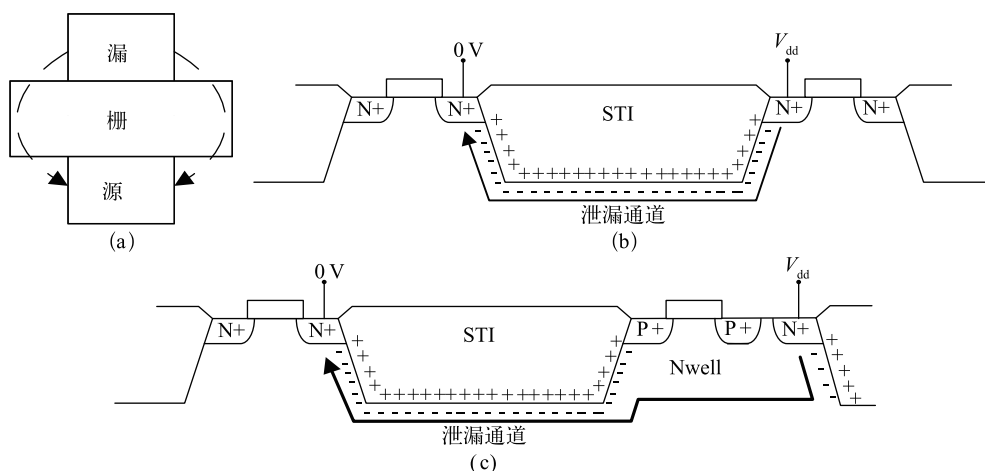 漏
栅
源
(a)
0 V
V_dd
N+ N+ STI N+ N+
泄漏通道
(b)
0 V
V_dd
N+ N+ STI P+ P+ N+
Nwell
泄漏通道
(c)